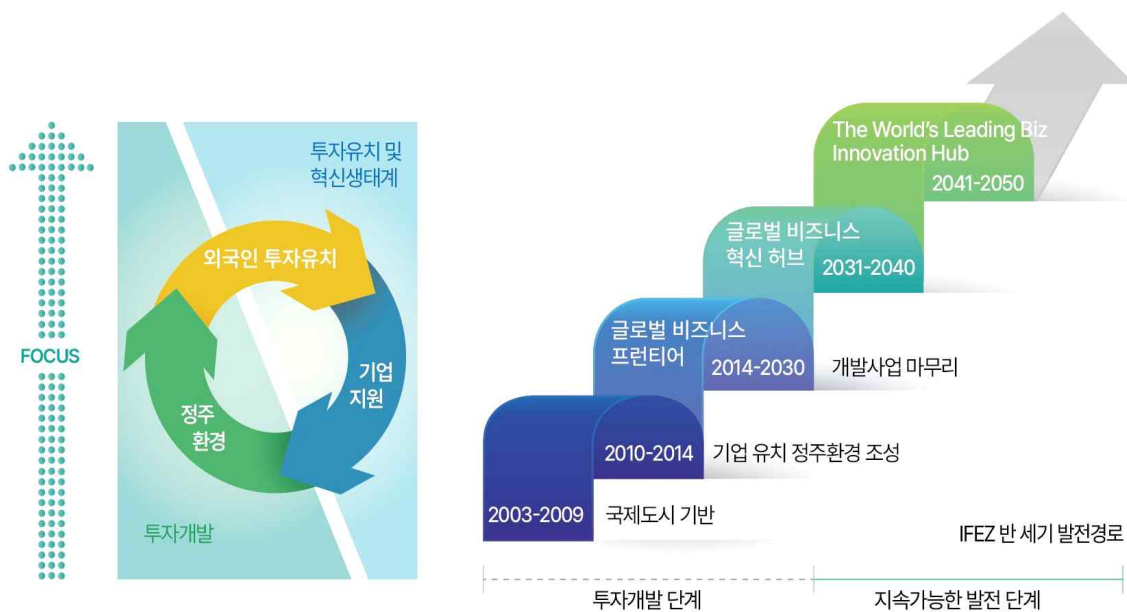 FOCUS
투자유치 및
혁신생태계
외국인 투자유치
기업
지원
정주
환경
투자개발
The World's Leading Biz
Innovation Hub
2041-2050
글로벌 비즈니스
혁신 허브
2031-2040
글로벌 비즈니스
프런티어
2014-2030
개발사업 마무리
2010-2014
기업 유치 정주환경 조성
2003-2009
국제도시 기반
IFEZ 반 세기 발전경로
투자개발 단계
지속가능한 발전 단계